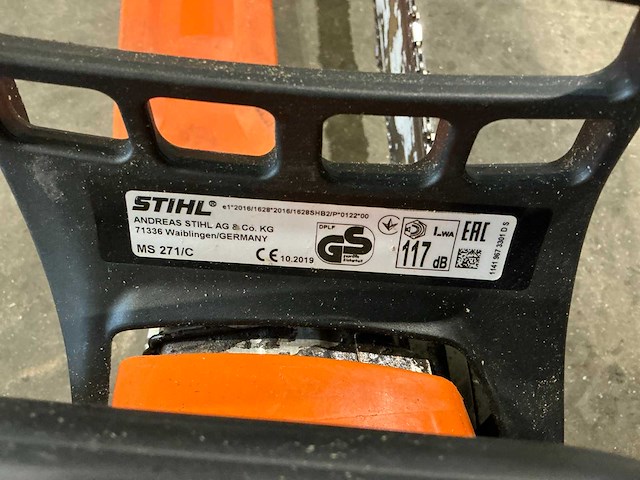 STIHL® e1*2016/1628*2016/1628SHB2/P*0122*00
ANDREAS STIHL AG & Co. KG
71336 Waiblingen/GERMANY
MS 271/C
CE 10.2019
DPLF
GS
LWA
117 dB
EAC
1141 967 3301 D S